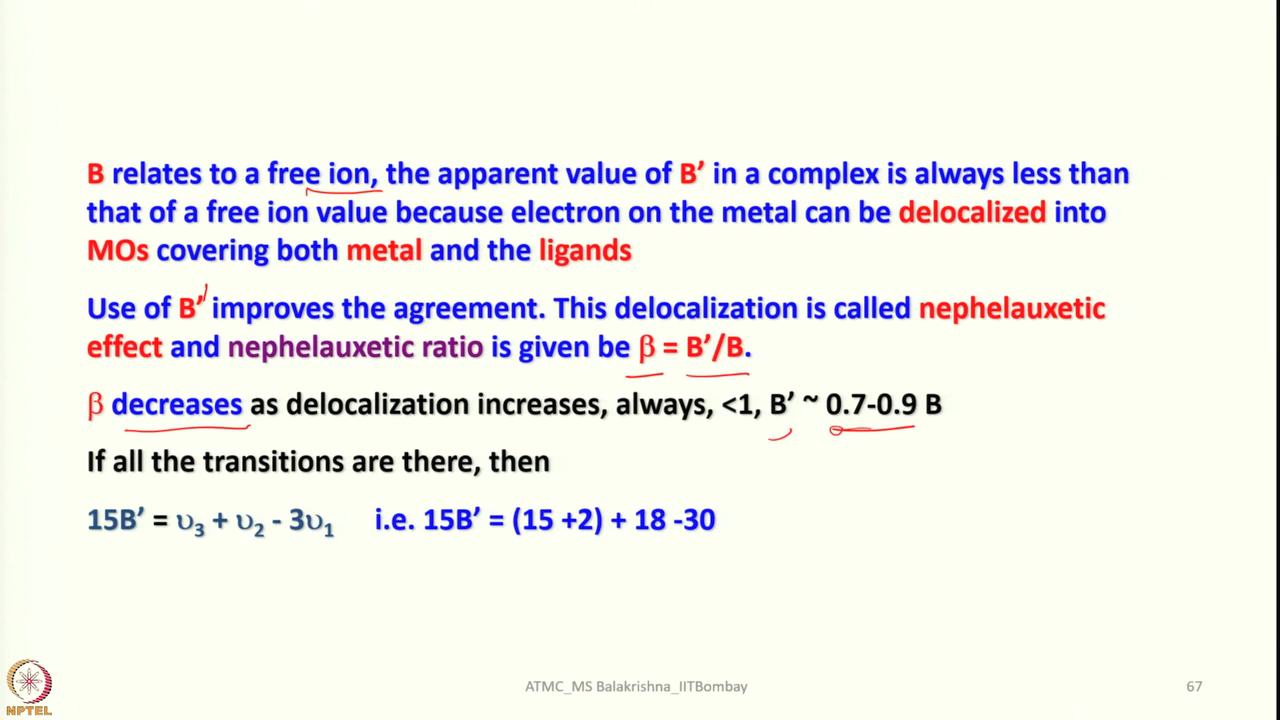 B relates to a free ion, the apparent value of B’ in a complex is always less than
that of a free ion value because electron on the metal can be delocalized into
MOs covering both metal and the ligands
Use of B’ improves the agreement. This delocalization is called nephelauxetic
effect and nephelauxetic ratio is given be β = B’/B.
β decreases as delocalization increases, always, <1, B’ ~ 0.7-0.9 B
If all the transitions are there, then
15B’ = υ₃ + υ₂ - 3υ₁ i.e. 15B’ = (15 +2) + 18 -30
NPTEL
ATMC_MS Balakrishna_IITBombay
67